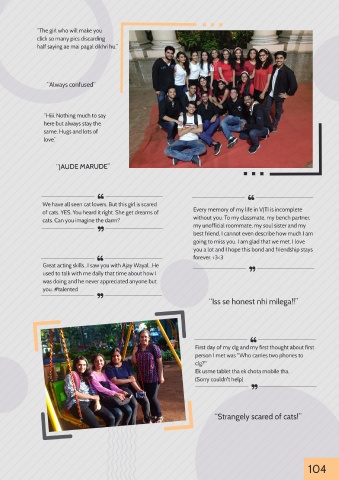 "The girl who will make you
click so many pics discarding
half saying ae mai pagal dikhri hu."
"Always confused"
"Hiii. Nothing much to say
here but always stay the
same. Hugs and lots of
love"
"JAUDE MARUDE"
We have all seen cat lovers. But this girl is scared
of cats. YES. You heard it right. She get dreams of
cats. Can you imagine the damn?
Great acting skills.. I saw you with Ajay Wayal.. He
used to talk with me daily that time about how I
was doing and he never appreciated anyone but
you. #talented
Every memory of my life in VJTI is incomplete
without you. To my classmate, my bench partner,
my unofficial roommate, my soul sister and my
best friend, I cannot even describe how much I am
going to miss you. I am glad that we met. I love
you a lot and I hope this bond and friendship stays
forever. <3<3
"Iss se honest nhi milega!!"
First day of my clg and my first thought about first
person I met was "Who carries two phones to
clg?"
Ek usme tablet tha ek chota mobile tha
(Sorry couldn't help)
"Strangely scared of cats!"
104